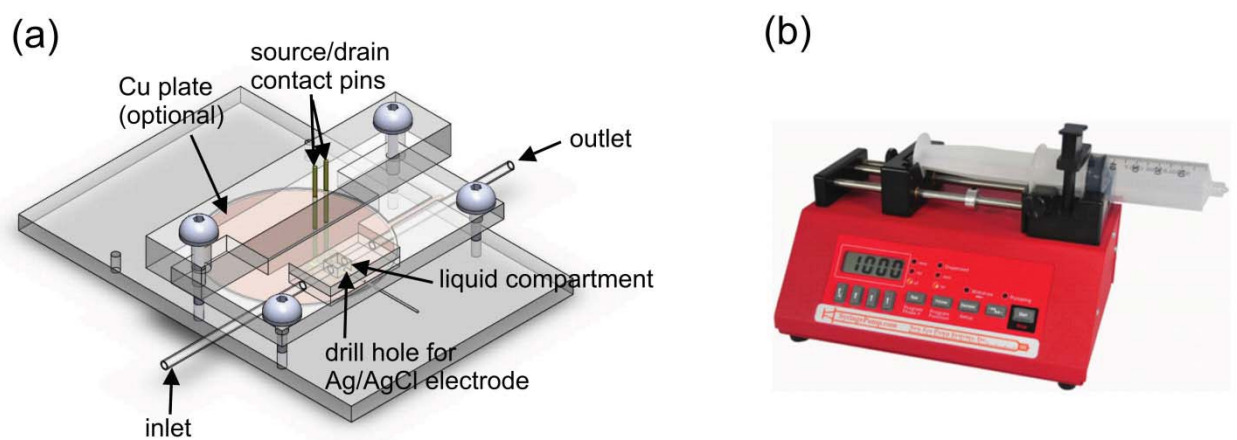 (a)
source/drain
contact pins
Cu plate
(optional)
outlet
liquid compartment
drill hole for
Ag/AgCl electrode
inlet
(b)
1000